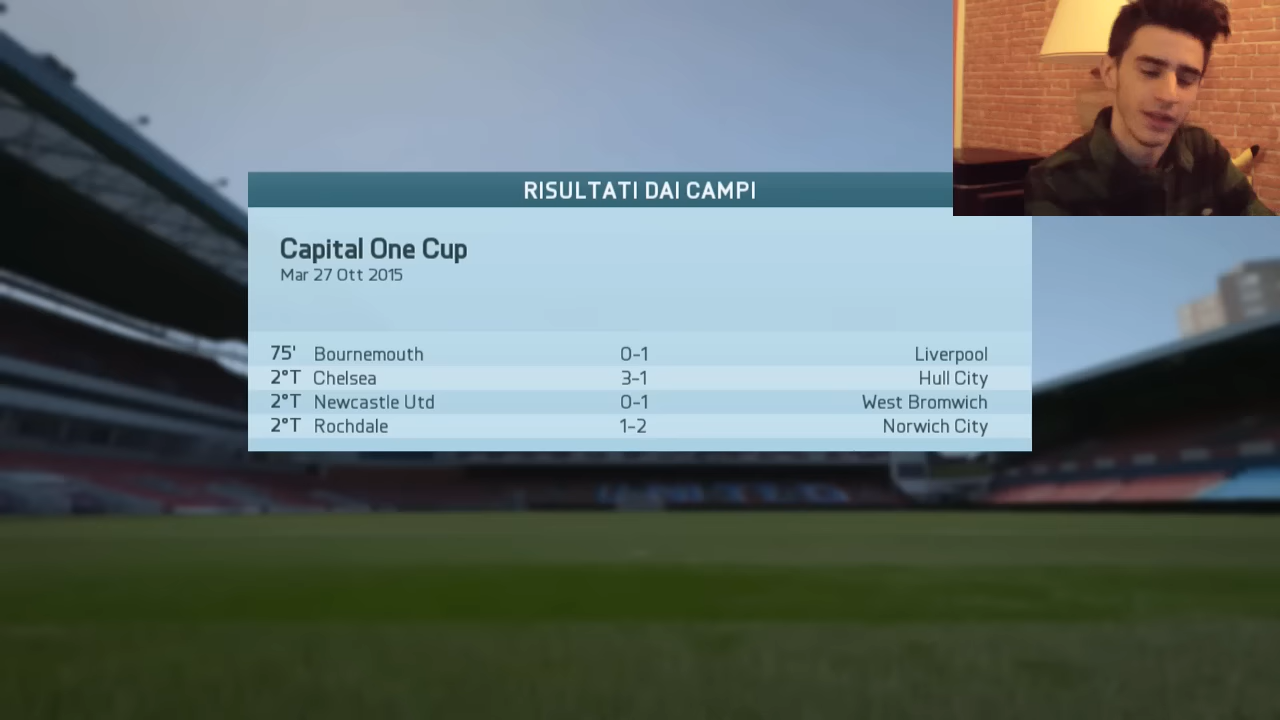 RISULTATI DAI CAMPI
Capital One Cup
Mar 27 Ott 2015
75' Bournemouth 0-1 Liverpool
2°T Chelsea 3-1 Hull City
2°T Newcastle Utd 0-1 West Bromwich
2°T Rochdale 1-2 Norwich City